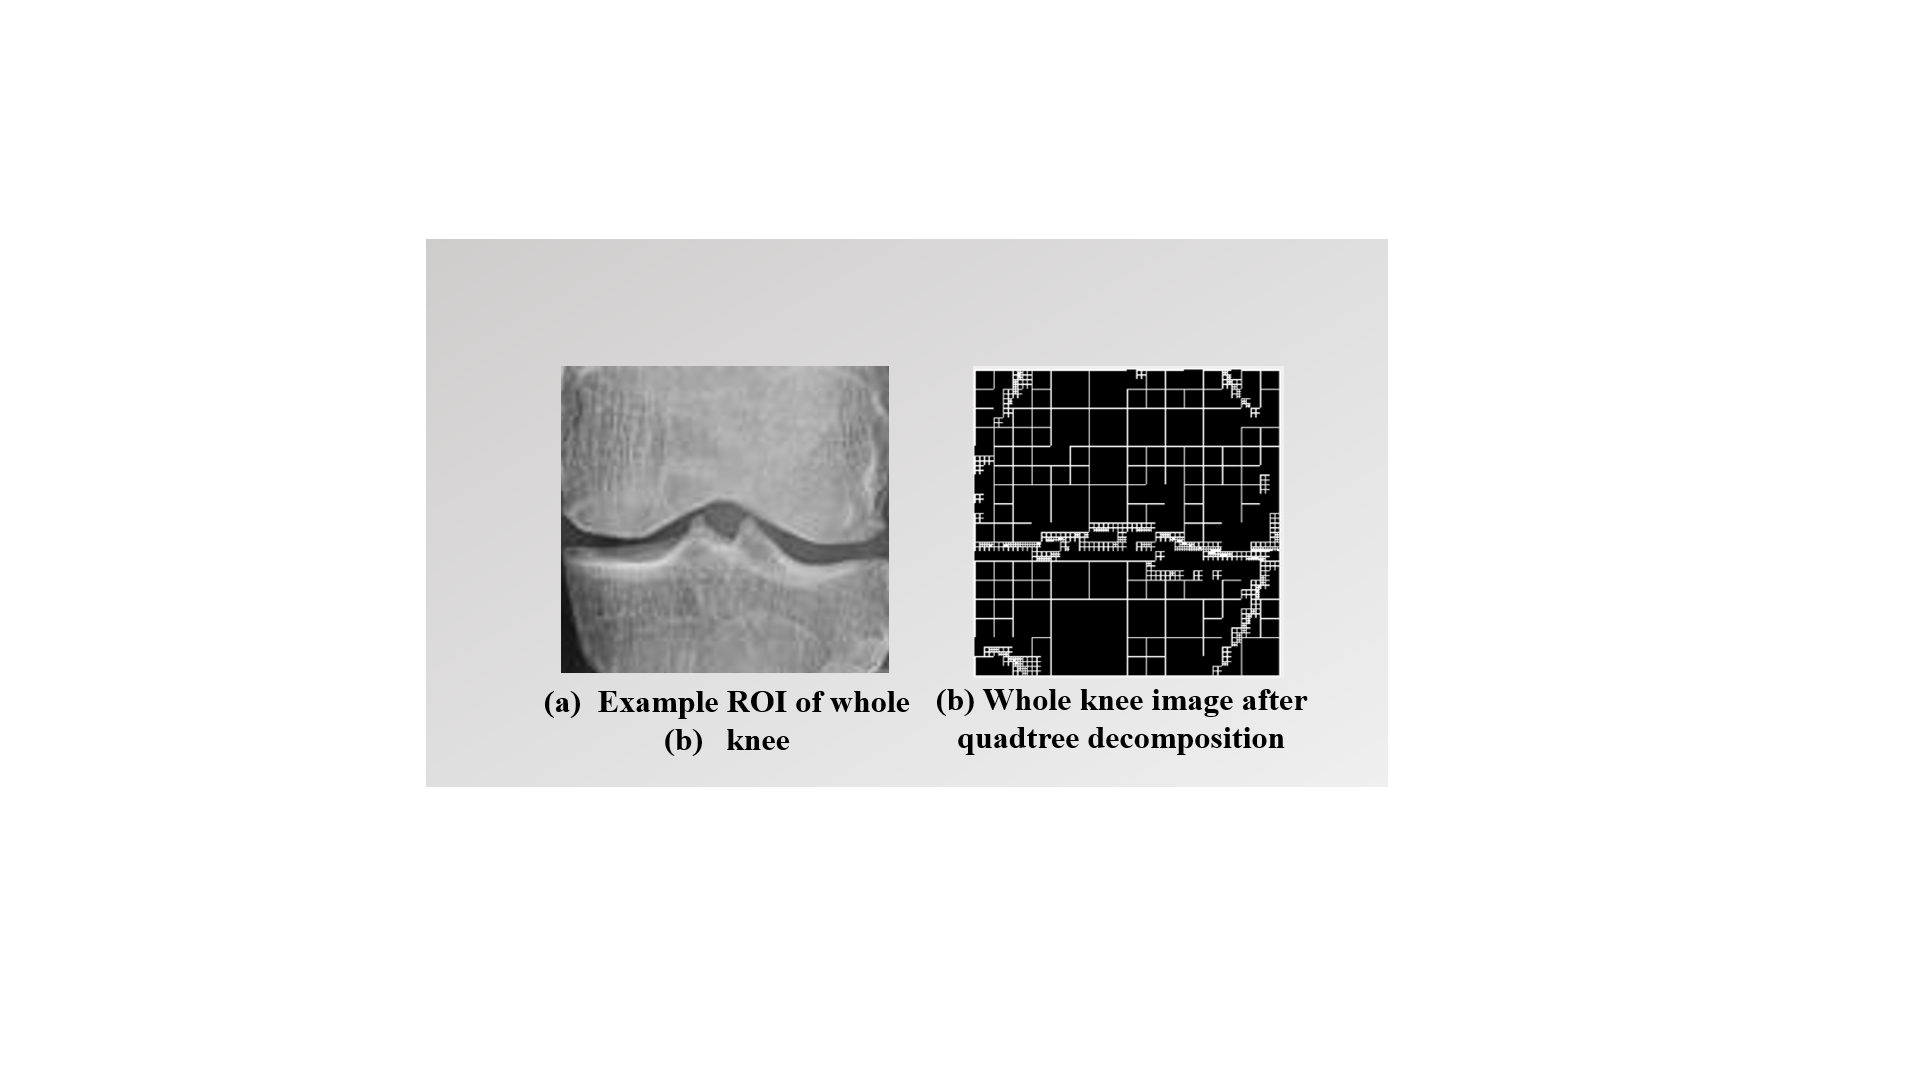 (a) Example ROI of whole
(b) knee
(b) Whole knee image after
quadtree decomposition